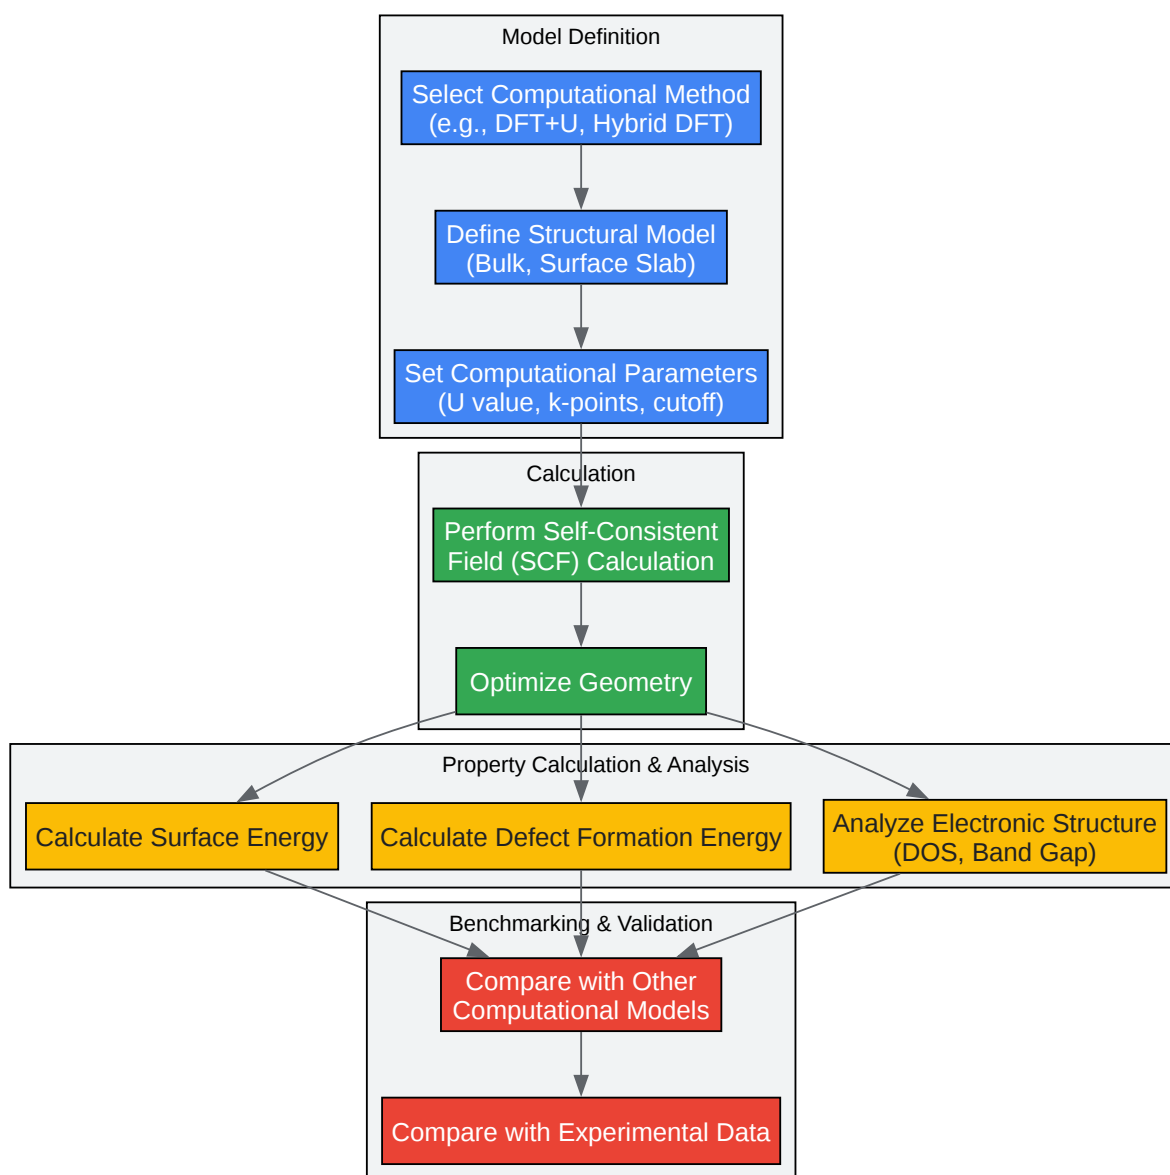 Model Definition
Select Computational Method
(e.g., DFT+U, Hybrid DFT)
Define Structural Model
(Bulk, Surface Slab)
Set Computational Parameters
(U value, k-points, cutoff)
Calculation
Perform Self-Consistent
Field (SCF) Calculation
Optimize Geometry
Property Calculation & Analysis
Calculate Surface Energy
Calculate Defect Formation Energy
Analyze Electronic Structure
(DOS, Band Gap)
Benchmarking & Validation
Compare with Other
Computational Models
Compare with Experimental Data